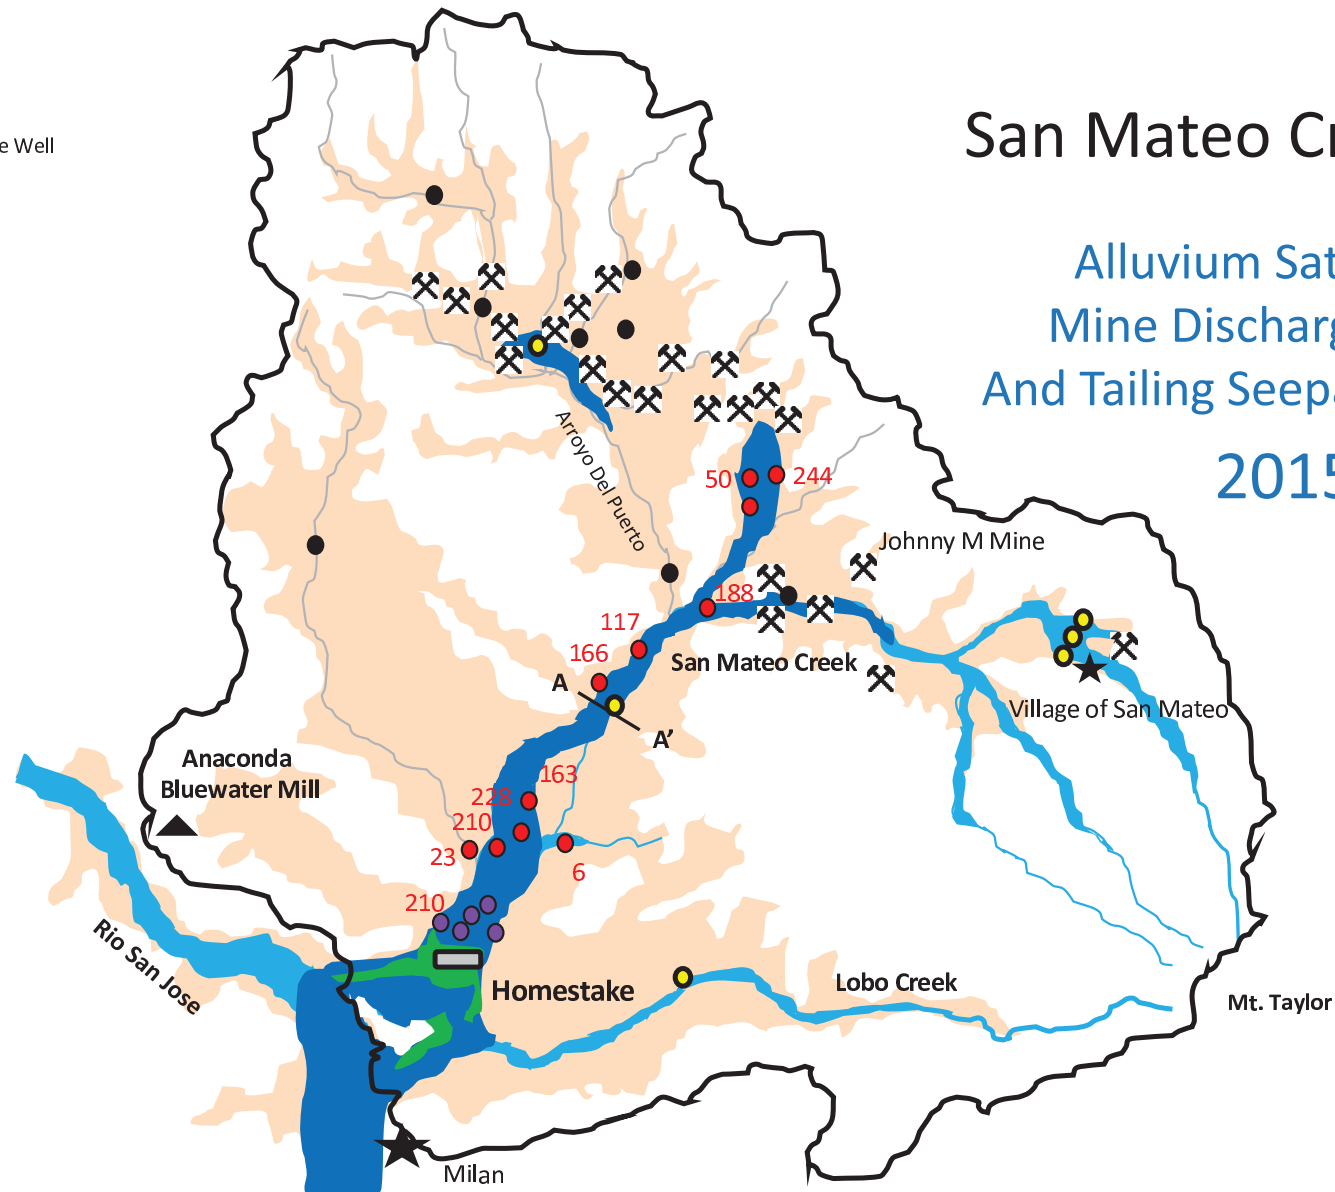 San Mateo Cr
e Well
Alluvium Sat
Mine Discharg
And Tailing Seepa
2015
Arroyo Del Puerto
50
244
Johnny M Mine
188
117
166
San Mateo Creek
A
A’
Village of San Mateo
Anaconda
Bluewater Mill
163
228
210
23
6
210
Rio San Jose
Homestake
Lobo Creek
Mt. Taylor
Milan